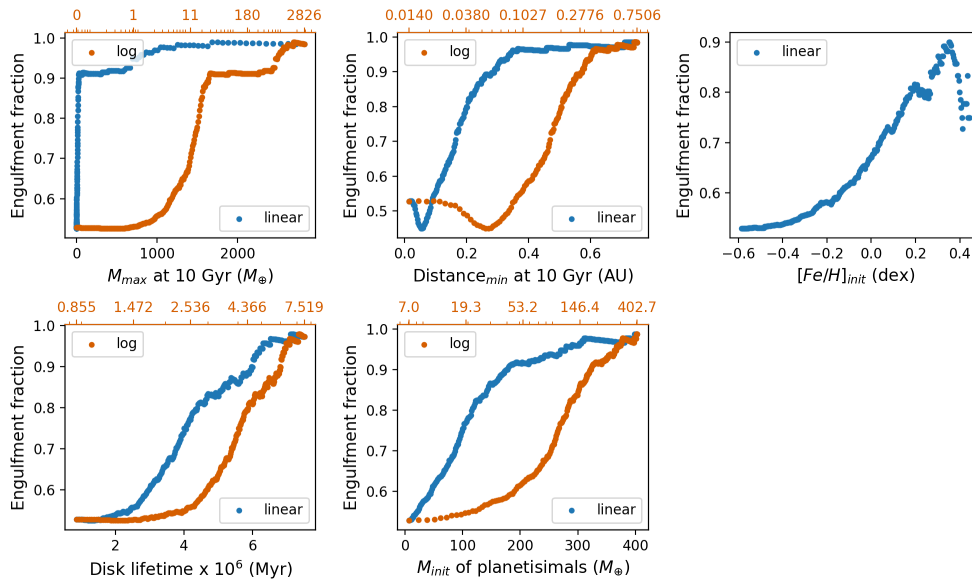 0 1 11 180 2826
0.0140 0.0380 0.1027 0.2776 0.7506
1.0
0.9
0.8
0.7
0.6
Engulfment fraction
log
linear
0 1000 2000
M_max at 10 Gyr (M_⊕)
1.0
0.9
0.8
0.7
0.6
0.5
Engulfment fraction
log
linear
0.0 0.2 0.4 0.6
Distance_min at 10 Gyr (AU)
0.9
0.8
0.7
0.6
Engulfment fraction
linear
−0.6 −0.4 −0.2 0.0 0.2 0.4
[Fe/H]_init (dex)
0.855 1.472 2.536 4.366 7.519
7.0 19.3 53.2 146.4 402.7
1.0
0.9
0.8
0.7
0.6
Engulfment fraction
log
linear
2 4 6
Disk lifetime x 10^6 (Myr)
1.0
0.9
0.8
0.7
0.6
Engulfment fraction
log
linear
0 100 200 300 400
M_init of planetisimals (M_⊕)